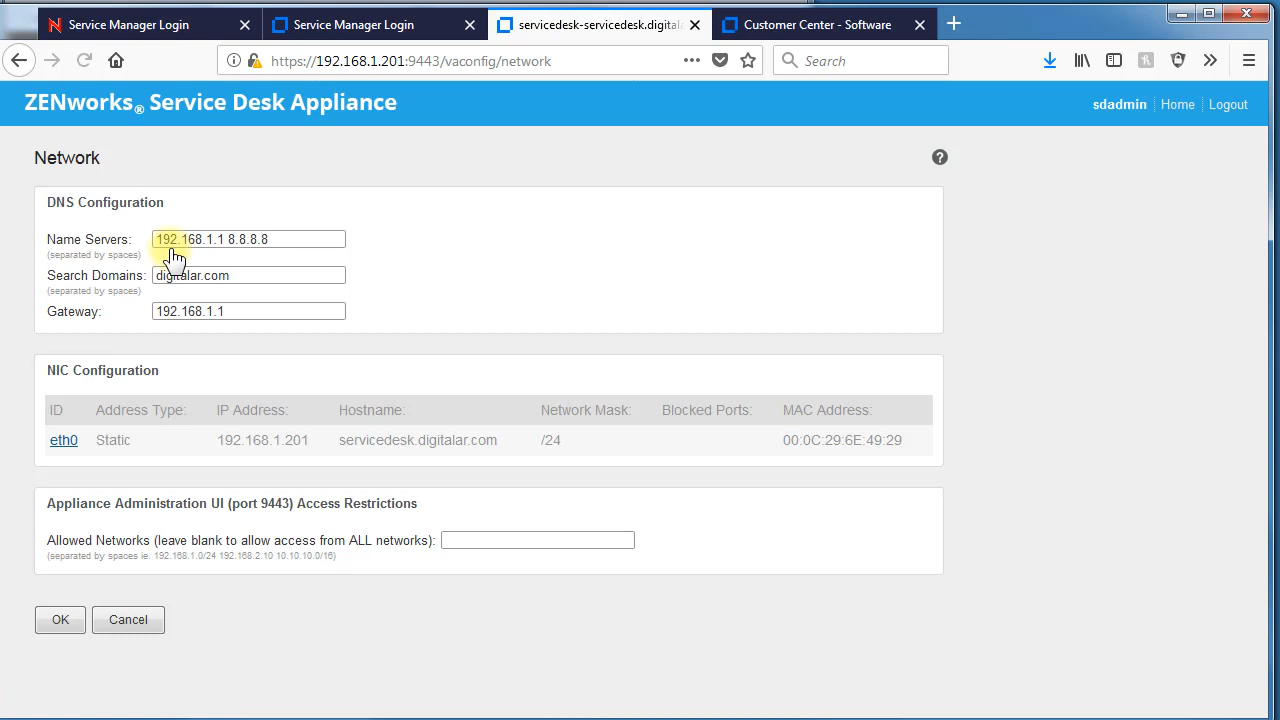 Service Manager Login
Service Manager Login
servicedesk-servicedesk.digitalar
Customer Center - Software
https://192.168.1.201:9443/vaconfig/network
Search
ZENworks® Service Desk Appliance
sdadmin
Home
Logout
Network
DNS Configuration
Name Servers: 192.168.1.1 8.8.8.8
(separated by spaces)
Search Domains: digitalar.com
(separated by spaces)
Gateway: 192.168.1.1
NIC Configuration
ID Address Type: IP Address: Hostname: Network Mask: Blocked Ports: MAC Address:
eth0 Static 192.168.1.201 servicedesk.digitalar.com /24 00:0C:29:6E:49:29
Appliance Administration UI (port 9443) Access Restrictions
Allowed Networks (leave blank to allow access from ALL networks):
(separated by spaces ie. 192.168.1.0/24 192.168.2.10 10.10.10.0/16)
OK
Cancel